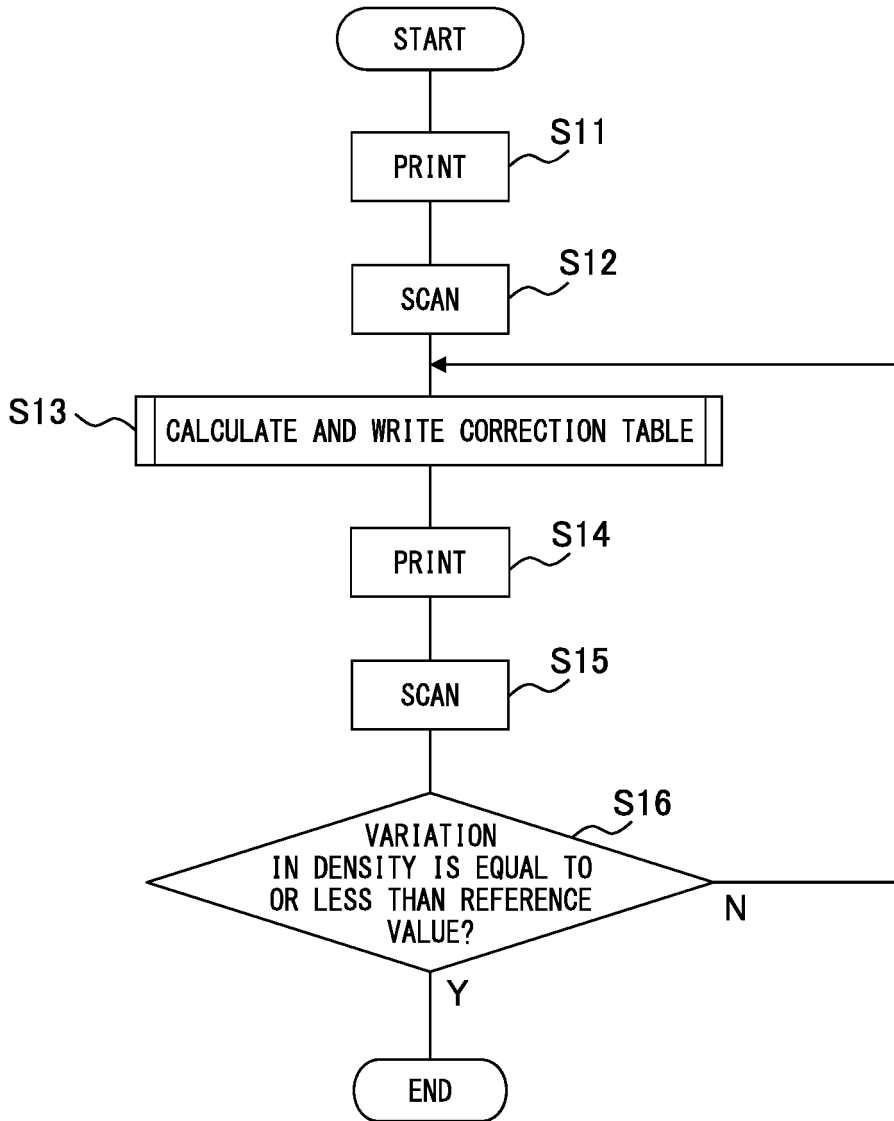 START
S11
PRINT
S12
SCAN
S13
CALCULATE AND WRITE CORRECTION TABLE
S14
PRINT
S15
SCAN
S16
VARIATION
IN DENSITY IS EQUAL TO
OR LESS THAN REFERENCE
VALUE?
N
Y
END